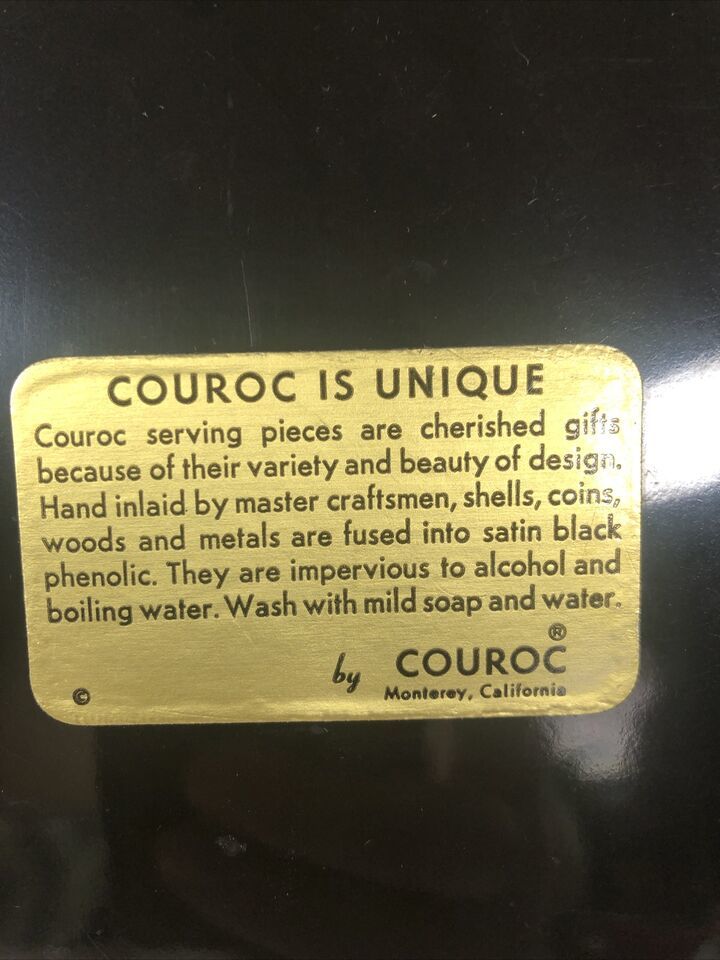 COUROC IS UNIQUE
Couroc serving pieces are cherished gifts
because of their variety and beauty of design.
Hand inlaid by master craftsmen, shells, coins,
woods and metals are fused into satin black
phenolic. They are impervious to alcohol and
boiling water. Wash with mild soap and water.
®
by COUROC
© Monterey, California